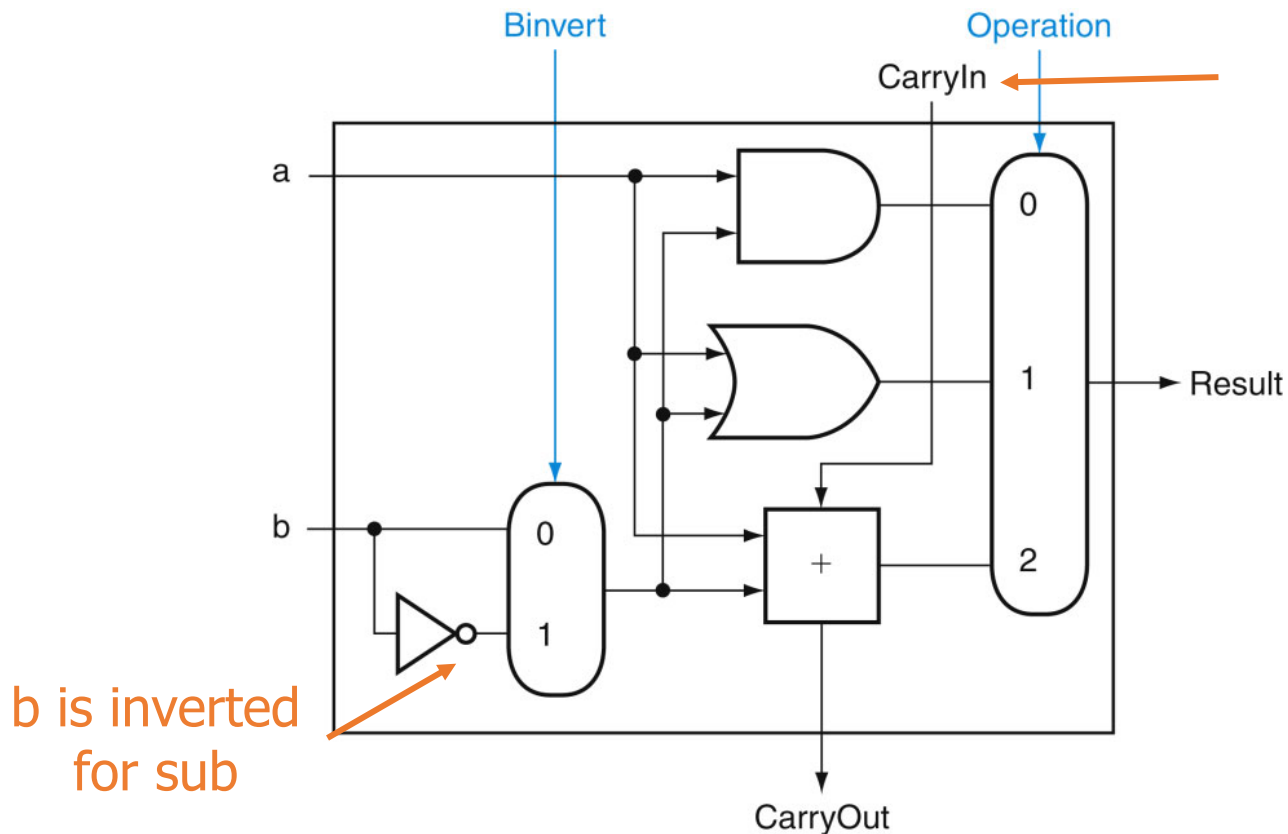 Binvert
Operation
CarryIn
a
0
1
Result
b
0
+
2
1
b is inverted
for sub
CarryOut